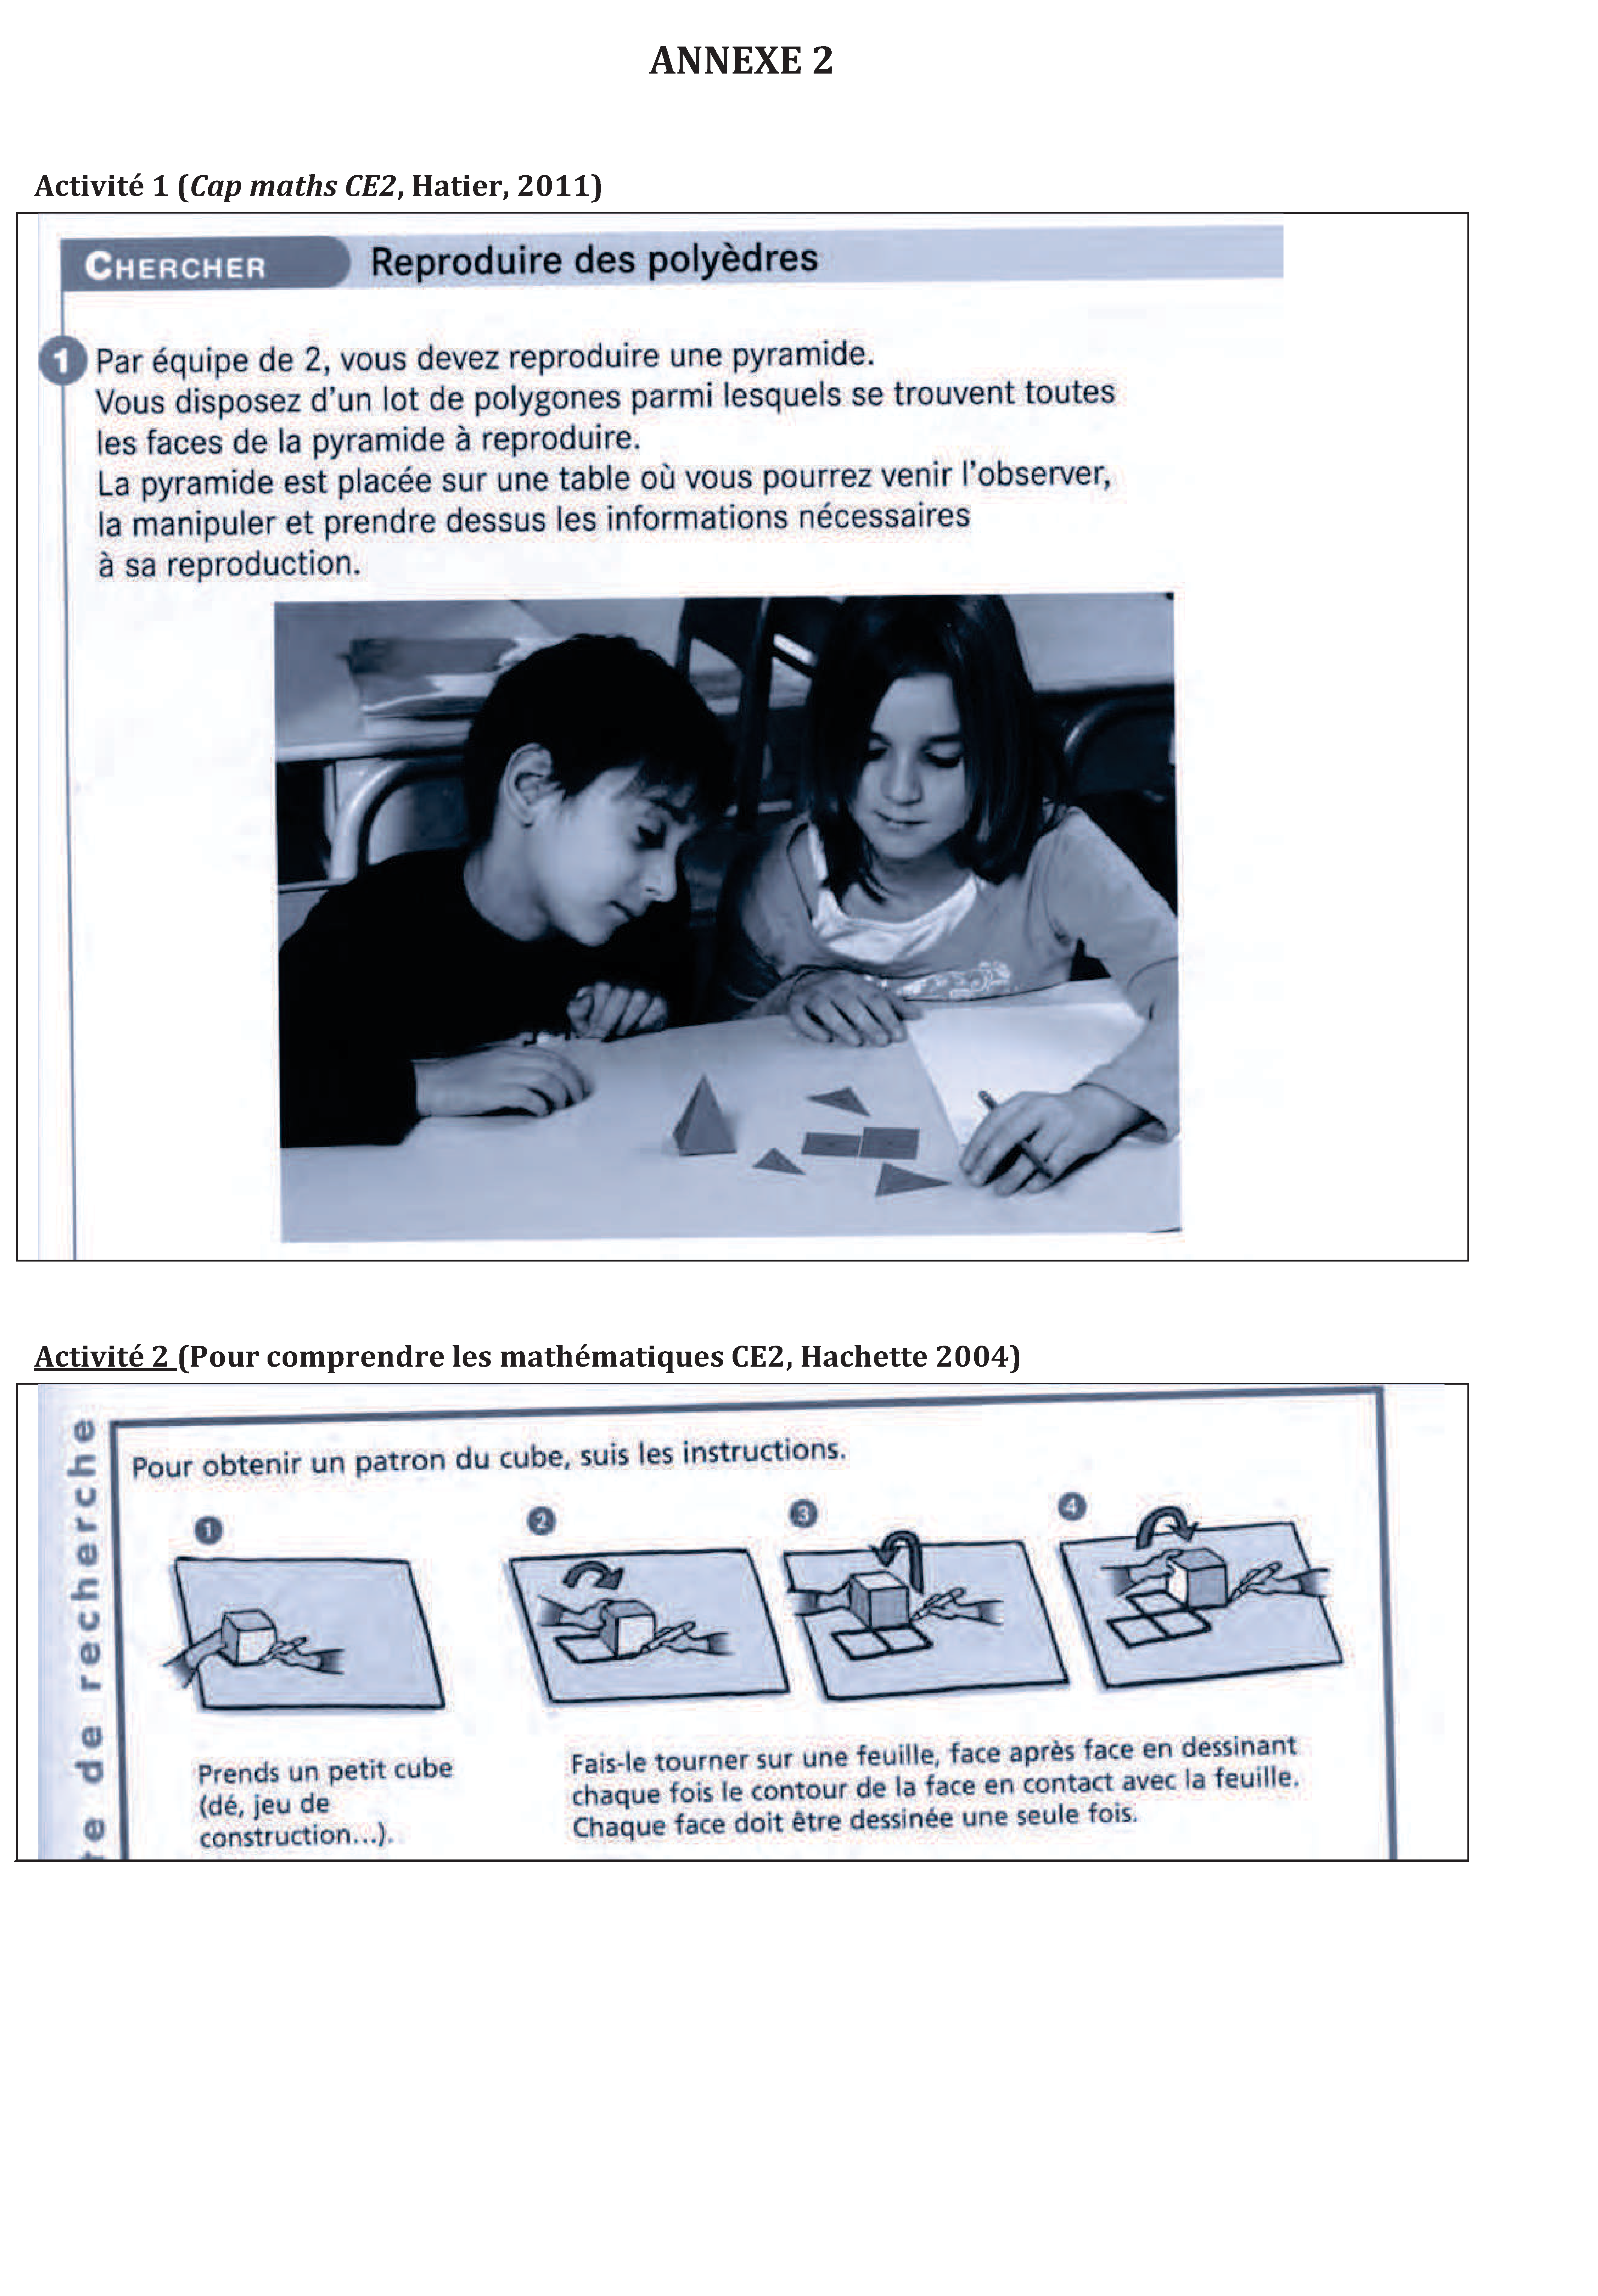 ANNEXE 2
Activité 1 (Cap maths CE2, Hatier, 2011)
CHERCHER Reproduire des polyèdres
1 Par équipe de 2, vous devez reproduire une pyramide.
Vous disposez d'un lot de polygones parmi lesquels se trouvent toutes
les faces de la pyramide à reproduire.
La pyramide est placée sur une table où vous pourrez venir l'observer,
la manipuler et prendre dessus les informations nécessaires
à sa reproduction.
Activité 2 (Pour comprendre les mathématiques CE2, Hachette 2004)
de recherche
Pour obtenir un patron du cube, suis les instructions.
1 2 3 4
Prends un petit cube
(dé, jeu de
construction...).
Fais-le tourner sur une feuille, face après face en dessinant
chaque fois le contour de la face en contact avec la feuille.
Chaque face doit être dessinée une seule fois.